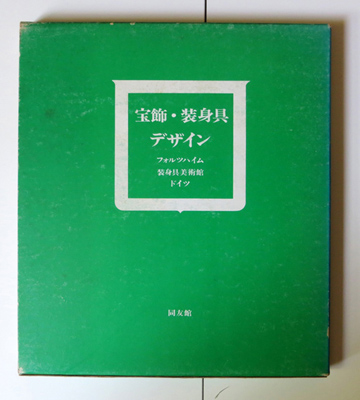 宝飾・装身具
デザイン
フォルツハイム
装身具美術館
ドイツ
同友館